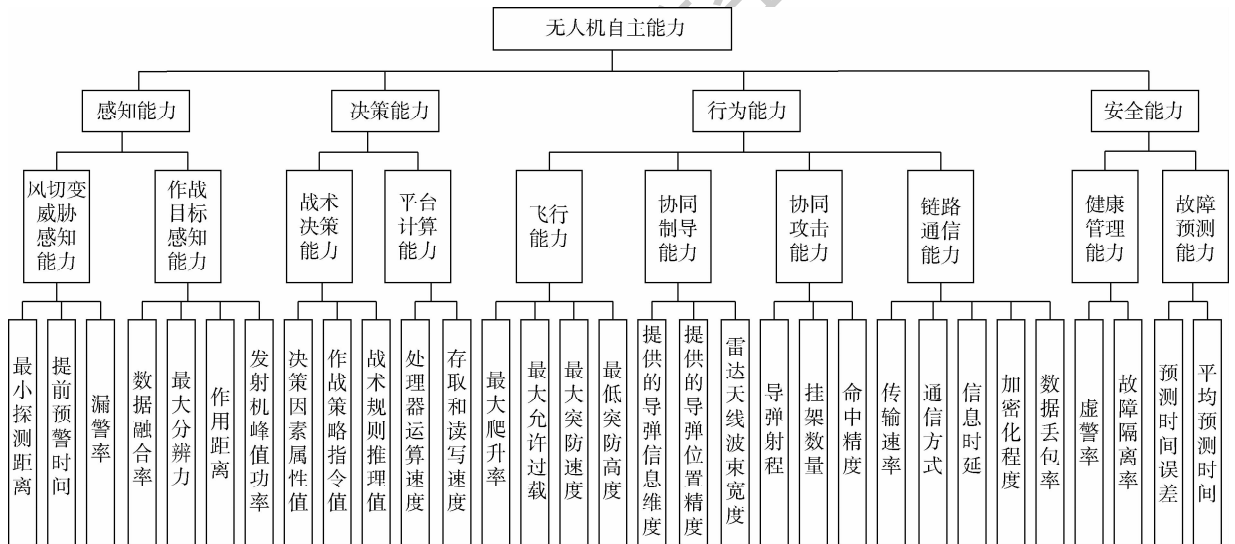 无人机自主能力
感知能力
决策能力
行为能力
安全能力
风切变
威胁
感知
能力
作战
目标
感知
能力
战术
决策
能力
平台
计算
能力
飞行
能力
协同
制导
能力
协同
攻击
能力
链路
通信
能力
健康
管理
能力
故障
预测
能力
最小探测距离
提前预警时间
漏警率
数据融合率
最大分辨力
作用距离
发射机峰值功率
决策因素属性值
作战策略指令值
战术规则推理值
处理器运算速度
存取和读写速度
最大爬升率
最大允许过载
最大突防速度
最低突防高度
提供的导弹信息维度
提供的导弹位置精度
雷达天线波束宽度
导弹射程
挂架数量
命中精度
传输速率
通信方式
信息时延
加密化程度
数据丢包率
虚警率
故障隔离率
预测时间误差
平均预测时间